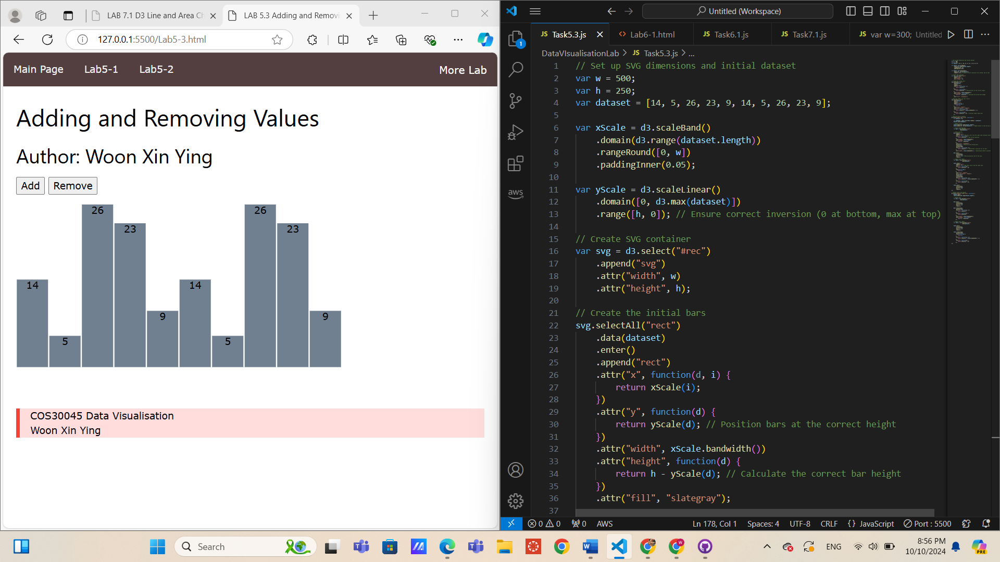 LAB 7.1 D3 Line and Area Ch
LAB 5.3 Adding and Removi
127.0.0.1:5500/Lab5-3.html
Main Page
Lab5-1
Lab5-2
More Lab
Adding and Removing Values
Author: Woon Xin Ying
Add
Remove
14
5
26
23
9
14
5
26
23
9
COS30045 Data Visualisation
Woon Xin Ying
Untitled (Workspace)
JS Task5.3.js
<> Lab6-1.html
JS Task6.1.js
JS Task7.1.js
JS var w=300; Untitled
DataVIsualisationLab > JS Task5.3.js > ...
1
aws
1 // Set up SVG dimensions and initial dataset
2 var w = 500;
3 var h = 250;
4 var dataset = [14, 5, 26, 23, 9, 14, 5, 26, 23, 9];
5
6 var xScale = d3.scaleBand()
7 .domain(d3.range(dataset.length))
8 .rangeRound([0, w])
9 .paddingInner(0.05);
10
11 var yScale = d3.scaleLinear()
12 .domain([0, d3.max(dataset)])
13 .range([h, 0]); // Ensure correct inversion (0 at bottom, max at top)
14
15 // Create SVG container
16 var svg = d3.select("#rec")
17 .append("svg")
18 .attr("width", w)
19 .attr("height", h);
20
21 // Create the initial bars
22 svg.selectAll("rect")
23 .data(dataset)
24 .enter()
25 .append("rect")
26 .attr("x", function(d, i) {
27 return xScale(i);
28 })
29 .attr("y", function(d) {
30 return yScale(d); // Position bars at the correct height
31 })
32 .attr("width", xScale.bandwidth())
33 .attr("height", function(d) {
34 return h - yScale(d); // Calculate the correct bar height
35 })
36 .attr("fill", "slategray");
37
0 0 0 AWS Ln 178, Col 1 Spaces: 4 UTF-8 CRLF {} JavaScript Port : 5500
Search
ENG
8:56 PM
10/10/2024
PRE